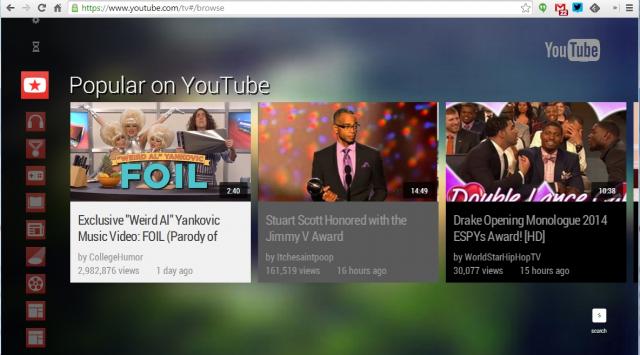 https://www.youtube.com/tv#/browse
22
YouTube
Popular on YouTube
"WEIRD AL" YANKOVIC
FOIL
2:40
14:49
Double Lance
10:38
Exclusive "Weird Al" Yankovic
Music Video: FOIL (Parody of
by CollegeHumor
2,982,876 views 1 day ago
Stuart Scott Honored with the
Jimmy V Award
by Itchesaintpoop
161,519 views 16 hours ago
Drake Opening Monologue 2014
ESPYs Award! [HD]
by WorldStarHipHopTV
30,077 views 15 hours ago
s
search